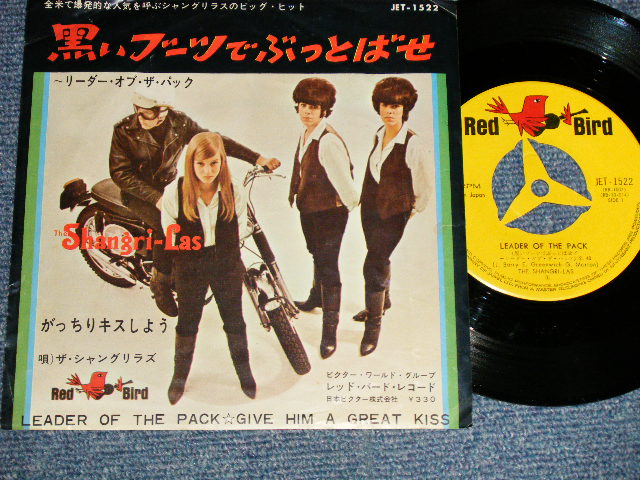 全米で爆発的な人気を呼ぶシャングリラスのビッグ・ヒット
JET-1522
黒いブーツでぶっとばせ
~リーダー・オブ・ザ・パック
The Shangri-Las
がっちりキスしよう
唄)ザ・シャングリラズ
Red Bird
ビクター・ワールド・グループ
レッド・バード・レコード
日本ビクター株式会社 ¥330
LEADER OF THE PACK☆GIVE HIM A GREAT KISS
Red Bird
JET-1522
SIDE 1
Japan
LEADER OF THE PACK
THE SHANGRI-LAS